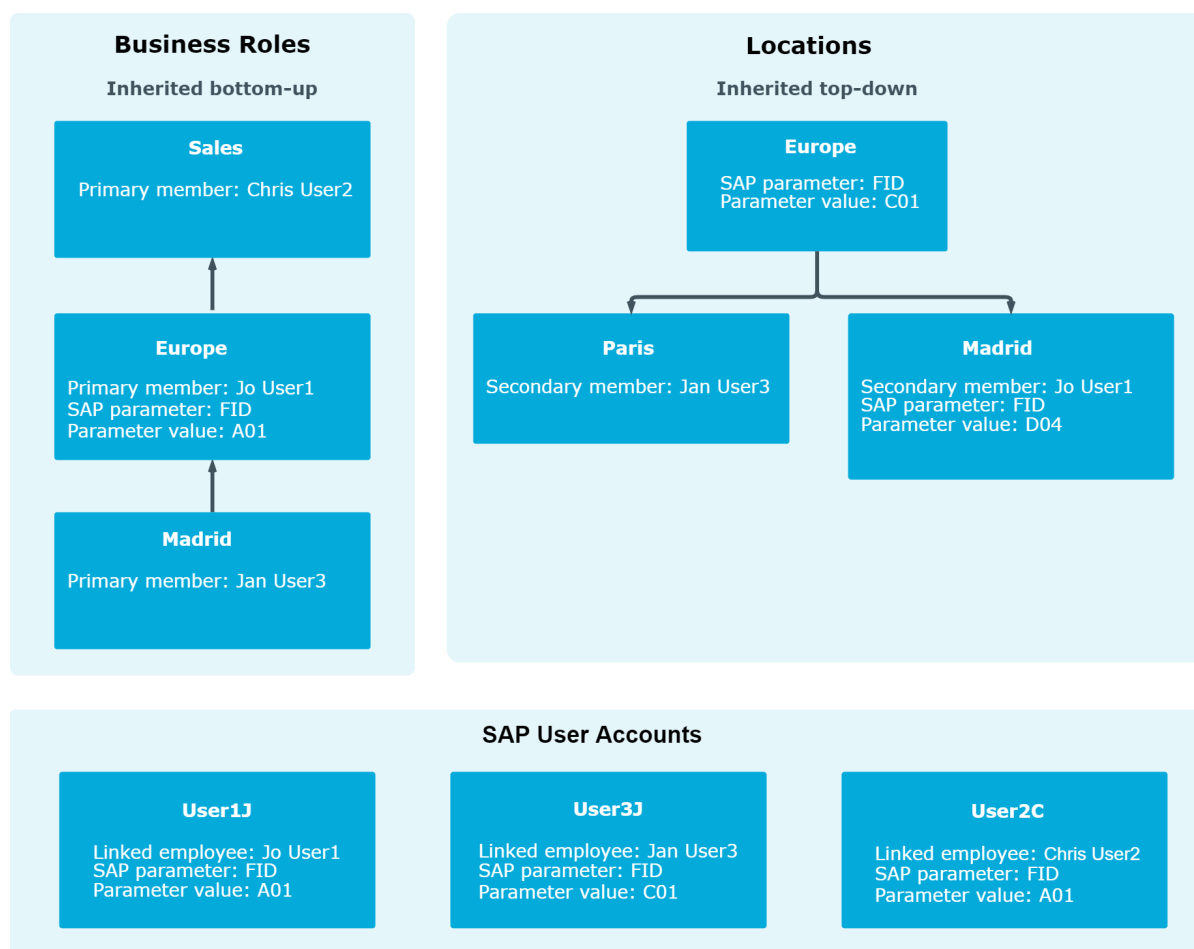 Business Roles
Inherited bottom-up
Sales
Primary member: Chris User2
Europe
Primary member: Jo User1
SAP parameter: FID
Parameter value: A01
Madrid
Primary member: Jan User3
Locations
Inherited top-down
Europe
SAP parameter: FID
Parameter value: C01
Paris
Secondary member: Jan User3
Madrid
Secondary member: Jo User1
SAP parameter: FID
Parameter value: D04
SAP User Accounts
User1J
Linked employee: Jo User1
SAP parameter: FID
Parameter value: A01
User3J
Linked employee: Jan User3
SAP parameter: FID
Parameter value: C01
User2C
Linked employee: Chris User2
SAP parameter: FID
Parameter value: A01